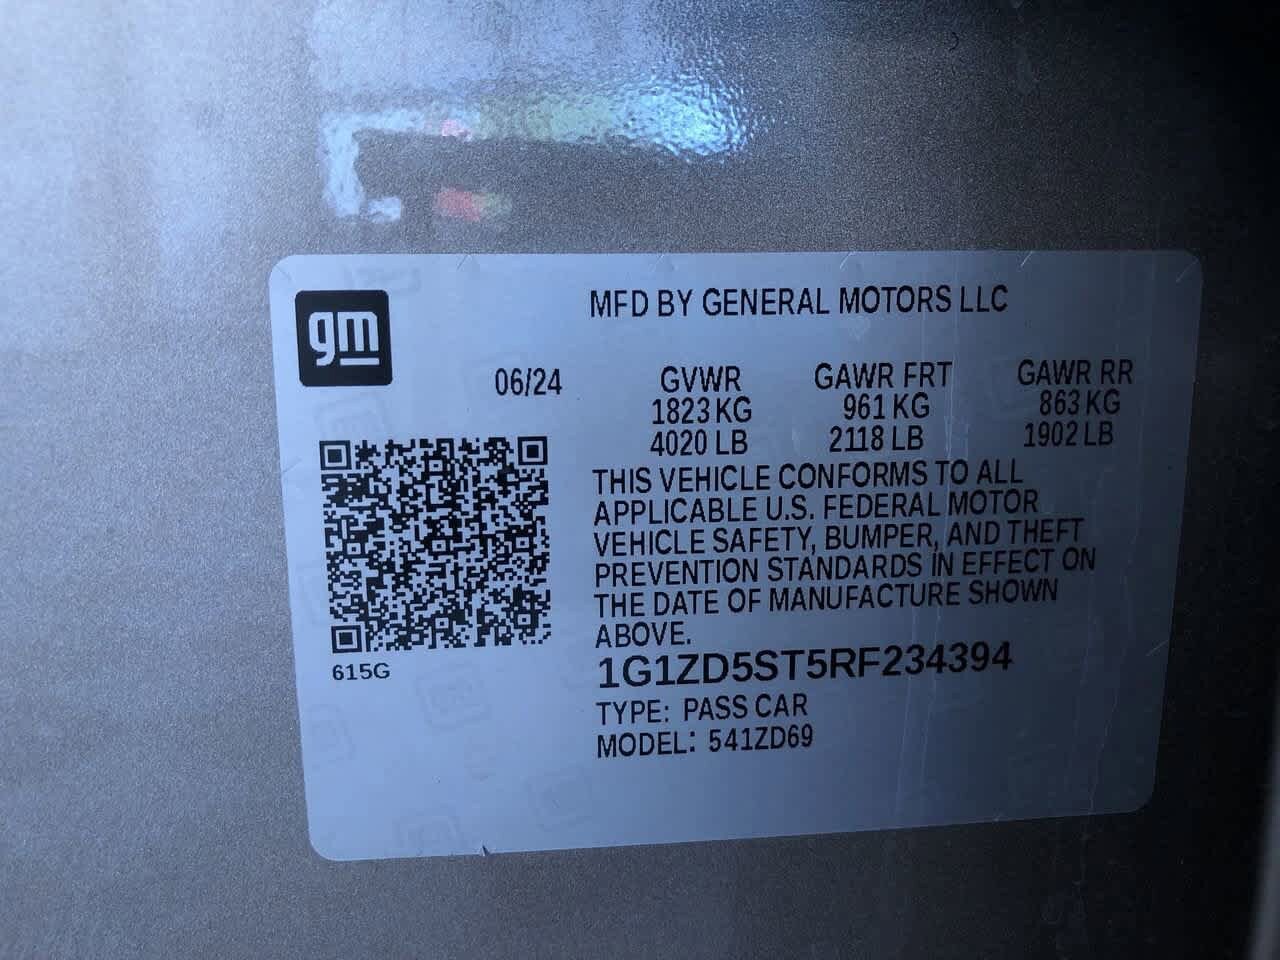 gm
MFD BY GENERAL MOTORS LLC
06/24 GVWR GAWR FRT GAWR RR
1823 KG 961 KG 863 KG
4020 LB 2118 LB 1902 LB
THIS VEHICLE CONFORMS TO ALL
APPLICABLE U.S. FEDERAL MOTOR
VEHICLE SAFETY, BUMPER, AND THEFT
PREVENTION STANDARDS IN EFFECT ON
THE DATE OF MANUFACTURE SHOWN
ABOVE.
615G
1G1ZD5ST5RF234394
TYPE: PASS CAR
MODEL: 541ZD69